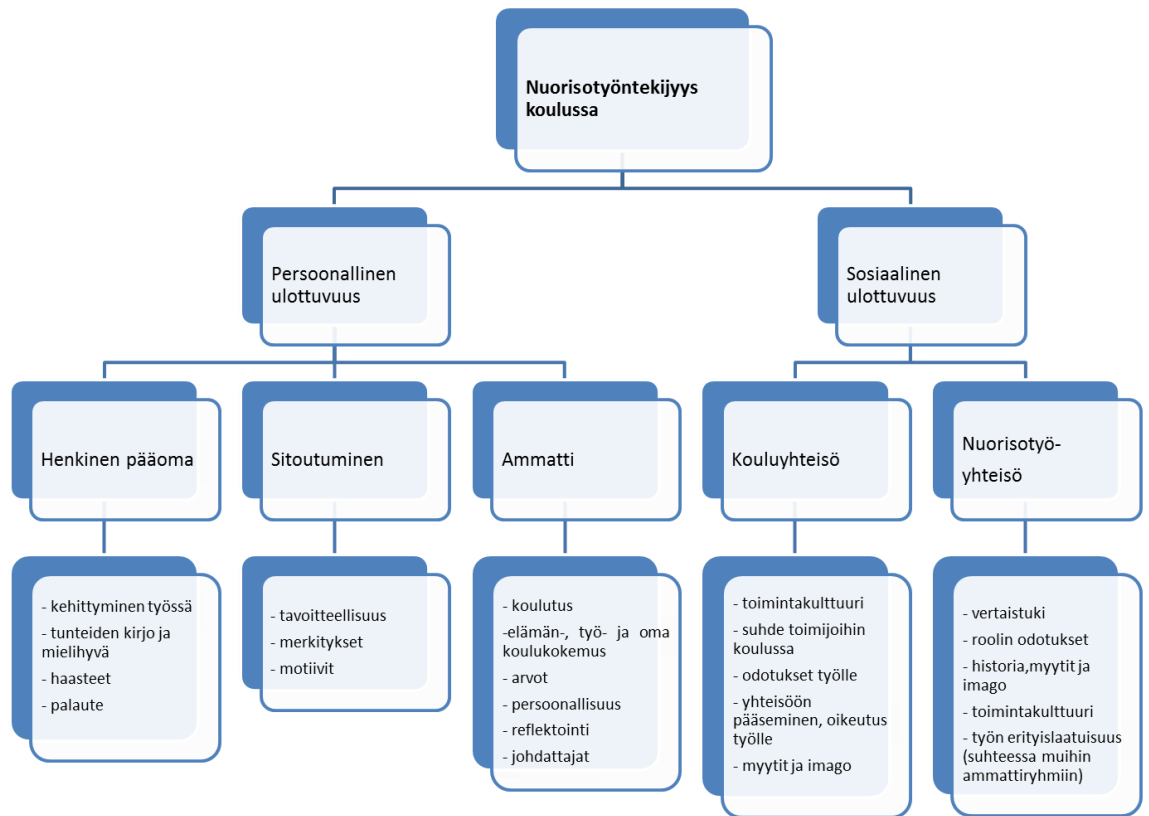 Nuorisotyöntekijyys
koulussa
Persoonallinen
ulottuvuus
Sosiaalinen
ulottuvuus
Henkinen pääoma
Sitoutuminen
Ammatti
Kouluyhteisö
Nuorisotyö-
yhteisö
- kehittyminen työssä
- tunteiden kirjo ja
mielihyvä
- haasteet
- palaute
- tavoitteellisuus
- merkitykset
- motiivit
- koulutus
-elämän-, työ- ja oma
koulukokemus
- arvot
- persoonallisuus
- reflektointi
- johdattajat
- toimintakulttuuri
- suhde toimijoihin
koulussa
- odotukset työlle
- yhteisöön
pääseminen, oikeutus
työlle
- myytit ja imago
- vertaistuki
- roolin odotukset
- historia,myytit ja
imago
- toimintakulttuuri
- työn erityislaatuisuus
(suhteessa muihin
ammattiryhmiin)